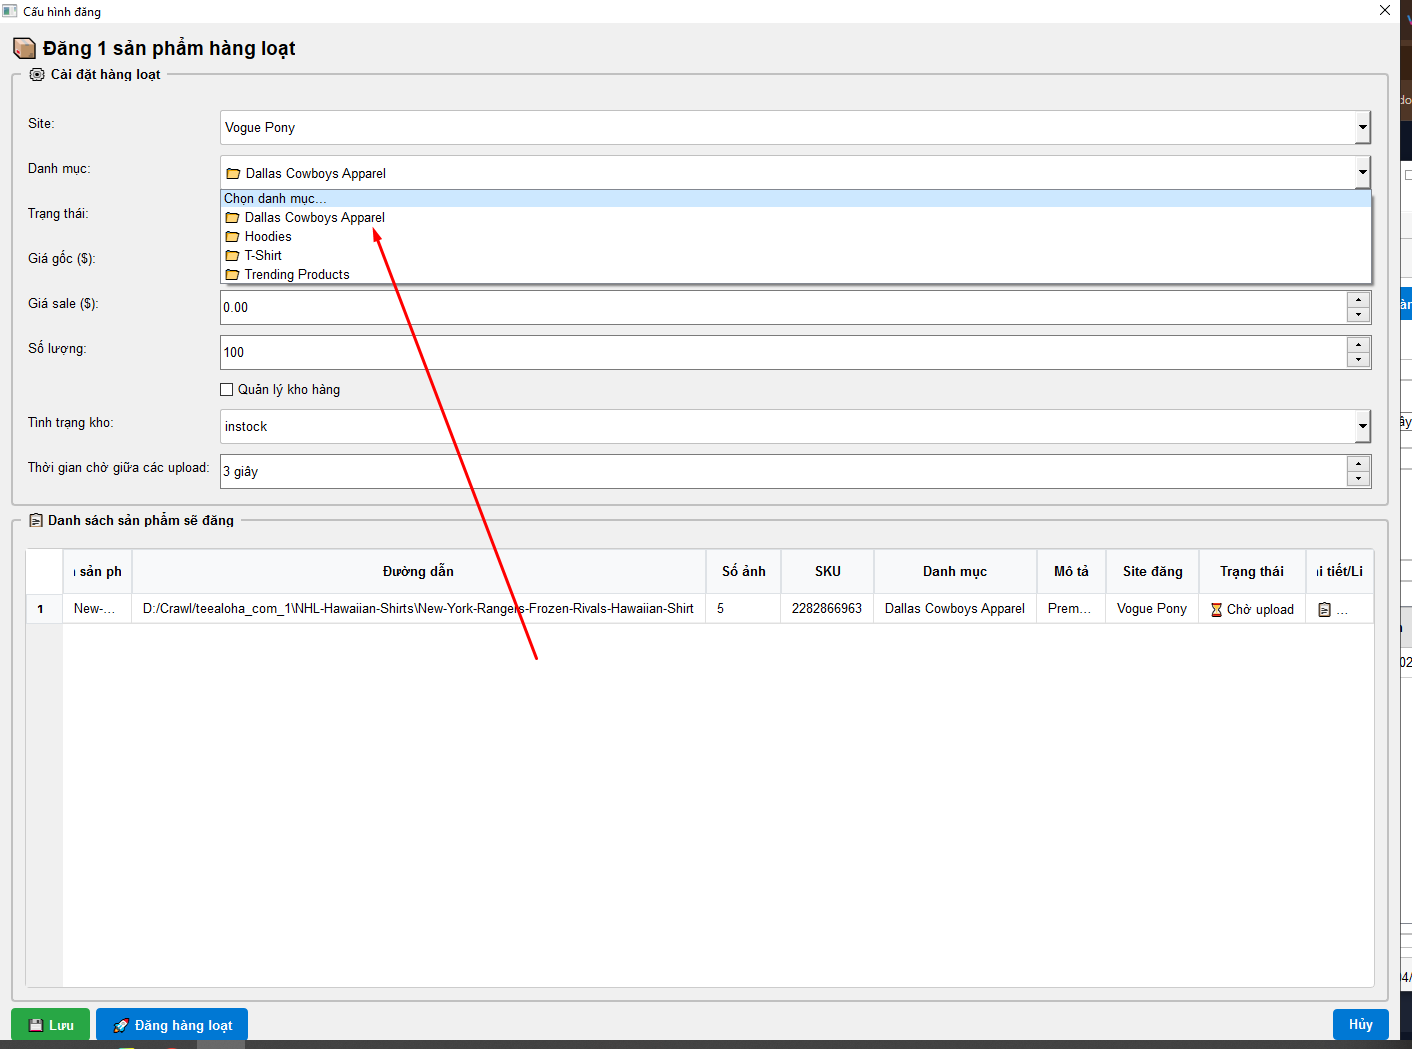 Cấu hình đăng
Đăng 1 sản phẩm hàng loạt
Cài đặt hàng loạt
Site:
Vogue Pony
Danh mục:
Dallas Cowboys Apparel
Chọn danh mục...
Trạng thái:
Dallas Cowboys Apparel
Hoodies
Giá gốc ($):
T-Shirt
Trending Products
Giá sale ($):
0.00
Số lượng:
100
Quản lý kho hàng
Tình trạng kho:
instock
Thời gian chờ giữa các upload:
3 giây
Danh sách sản phẩm sẽ đăng
sản ph Đường dẫn Số ảnh SKU Danh mục Mô tả Site đăng Trạng thái i tiết/Li
1 New-... D:/Crawl/teealoha_com_1\NHL-Hawaiian-Shirts\New-York-Rangers-Frozen-Rivals-Hawaiian-Shirt 5 2282866963 Dallas Cowboys Apparel Prem... Vogue Pony Chờ upload ...
Lưu
Đăng hàng loạt
Hủy